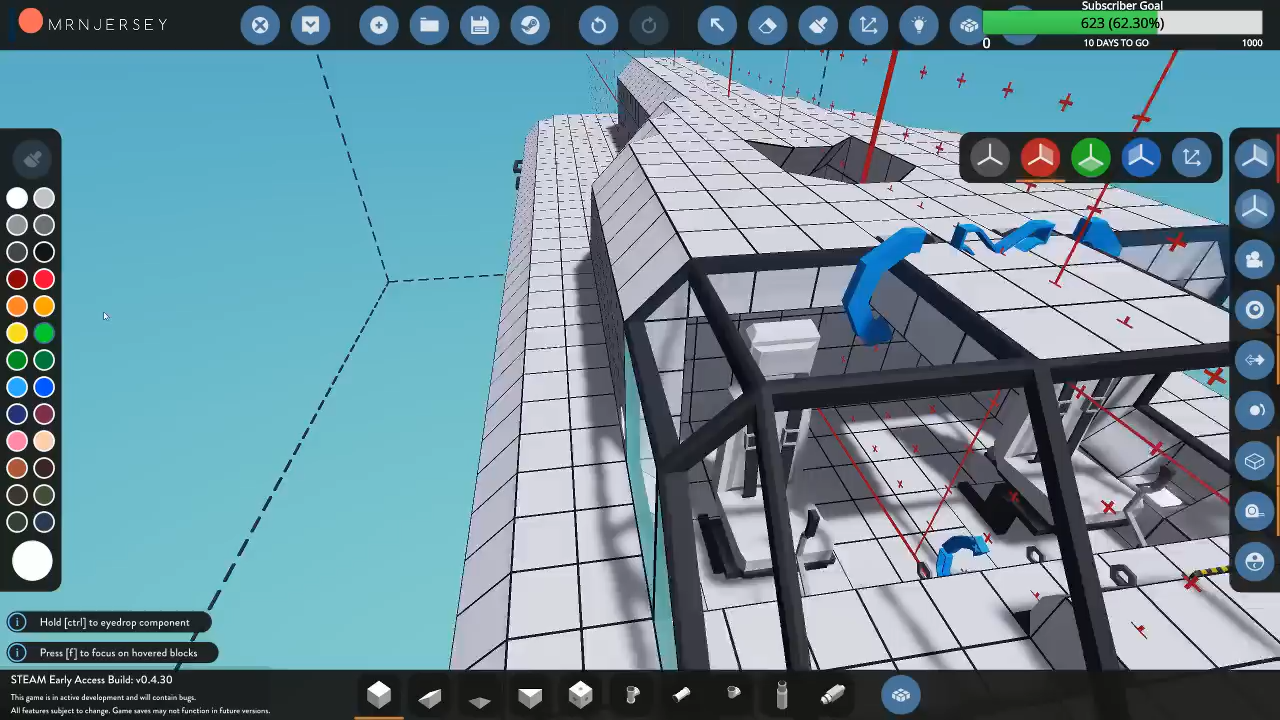 MRNJERSEY
Subscriber Goal
623 (62.30%)
0
10 DAYS TO GO
1000
Hold [ctrl] to eyedrop component
Press [f] to focus on hovered blocks
STEAM Early Access Build: v0.4.30
This game is in active development and will contain bugs.
All features subject to change. Game saves may not function in future versions.